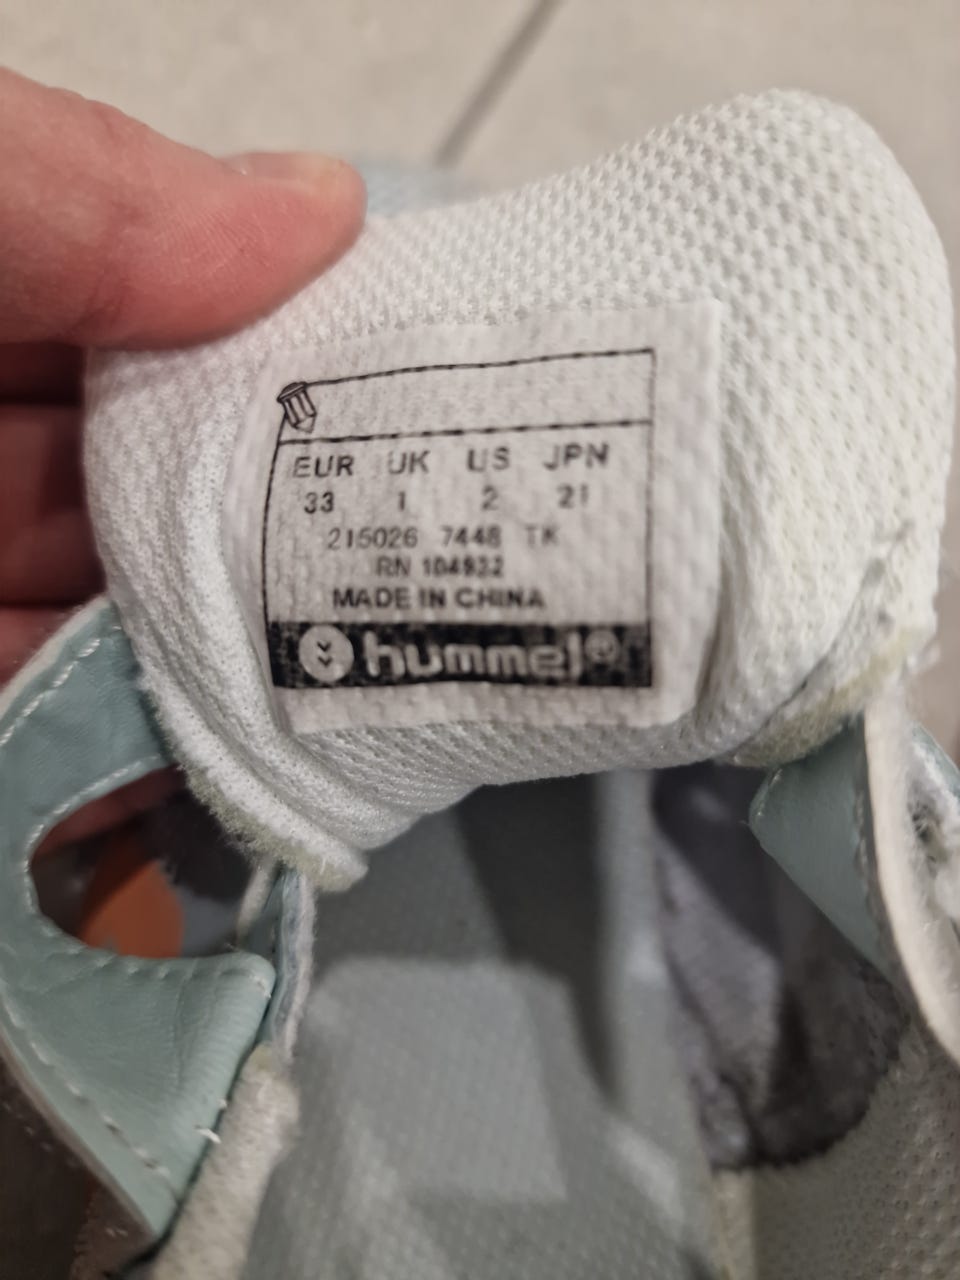 EUR UK US JPN
33 1 2 21
215026 7448 TK
RN 104932
MADE IN CHINA
hummel®